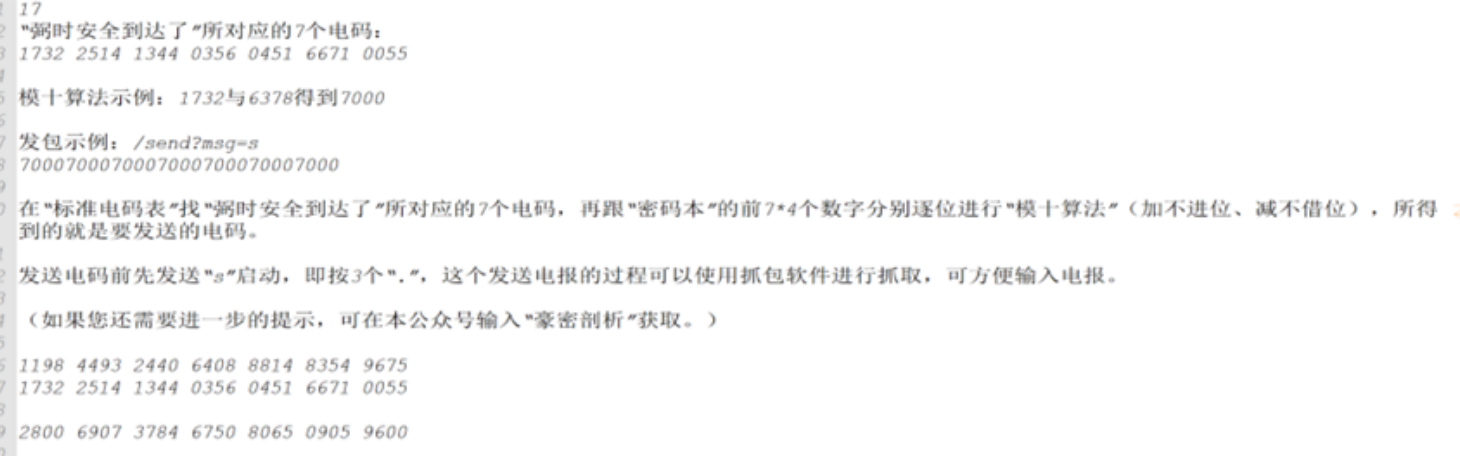 17
“弼时安全到达了”所对应的7个电码：
1732 2514 1344 0356 0451 6671 0055
模十算法示例：1732与6378得到7000
发包示例：/send?msg=s
7000700070007000700070007000
在“标准电码表”找“弼时安全到达了”所对应的7个电码，再跟“密码本”的前7*4个数字分别逐位进行“模十算法”（加不进位、减不借位），所得
到的就是要发送的电码。
发送电码前先发送“s”启动，即按3个“.”，这个发送电报的过程可以使用抓包软件进行抓取，可方便输入电报。
（如果您还需要进一步的提示，可在本公众号输入“豪密剖析”获取。）
1198 4493 2440 6408 8814 8354 9675
1732 2514 1344 0356 0451 6671 0055
2800 6907 3784 6750 8065 0905 9600